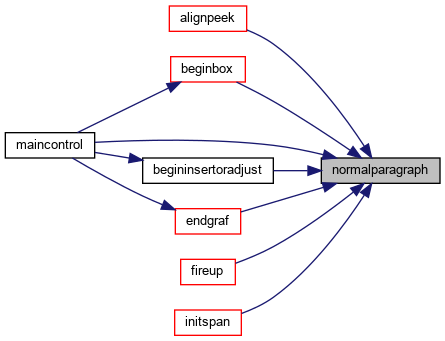 alignpeek
beginbox
maincontrol
begininsertoradjust
normalparagraph
endgraf
fireup
initspan